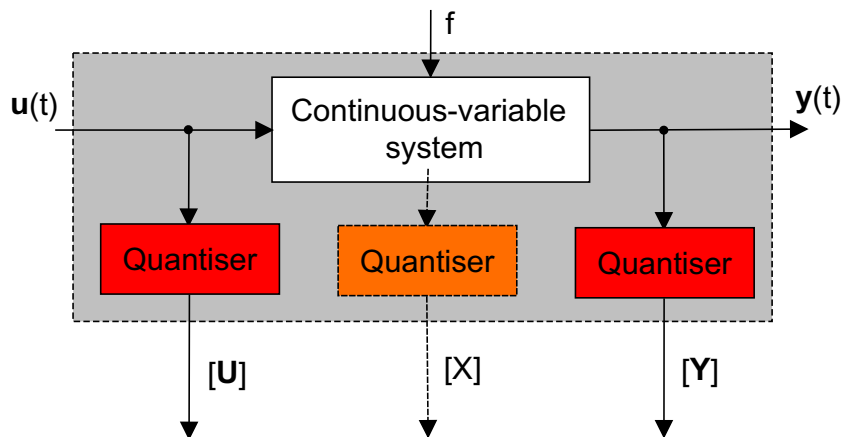 f
u(t)
Continuous-variable
system
y(t)
Quantiser
Quantiser
Quantiser
[U]
[X]
[Y]